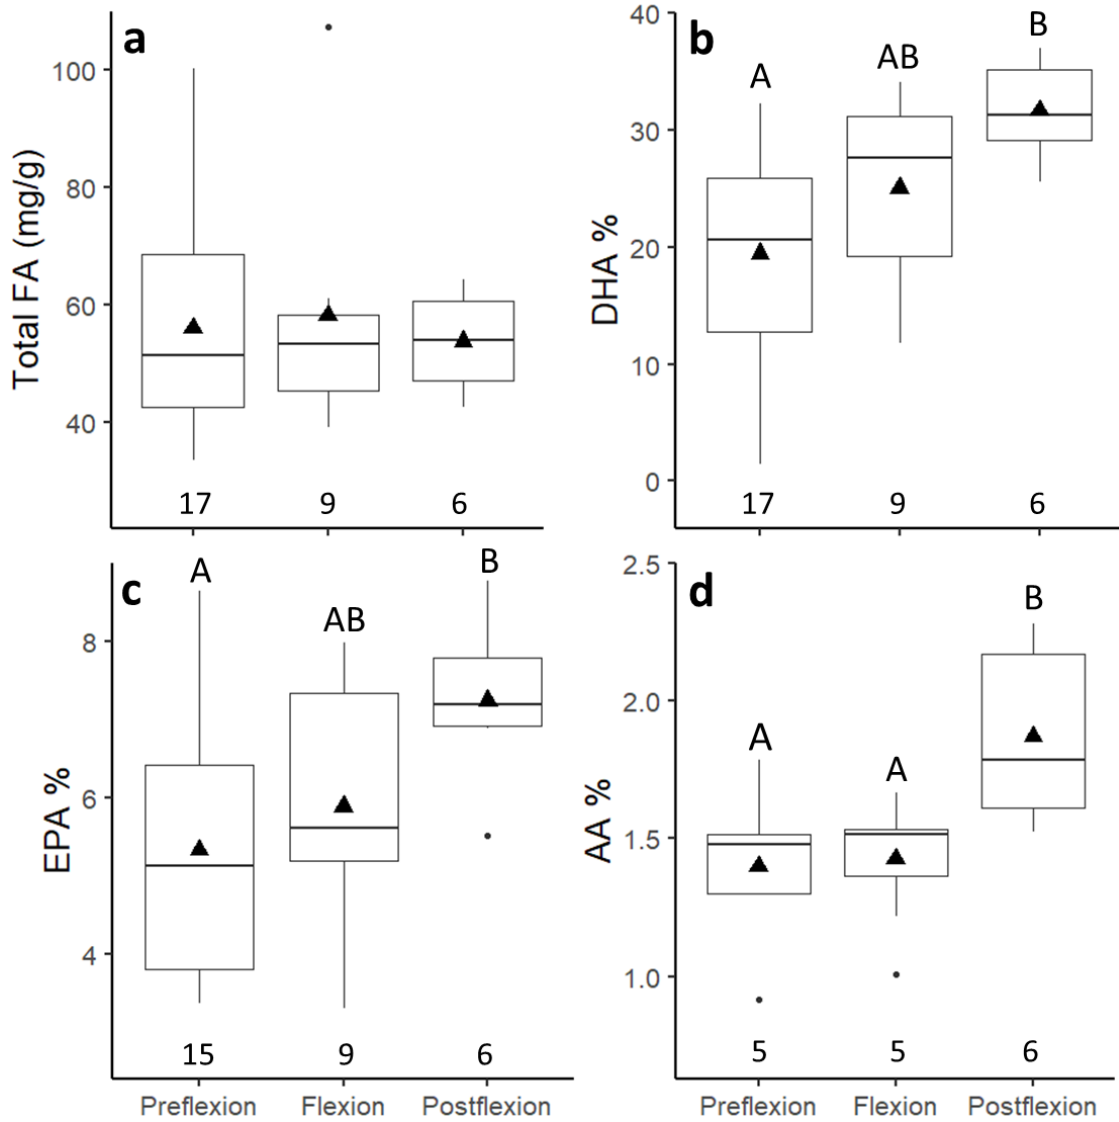 a
Total FA (mg/g)
100
80
60
40
17 9 6
b
DHA %
40
30
20
10
0
A AB B
17 9 6
c
EPA %
8
6
4
A AB B
15 9 6
Preflexion Flexion Postflexion
d
AA %
2.5
2.0
1.5
1.0
A A B
5 5 6
Preflexion Flexion Postflexion